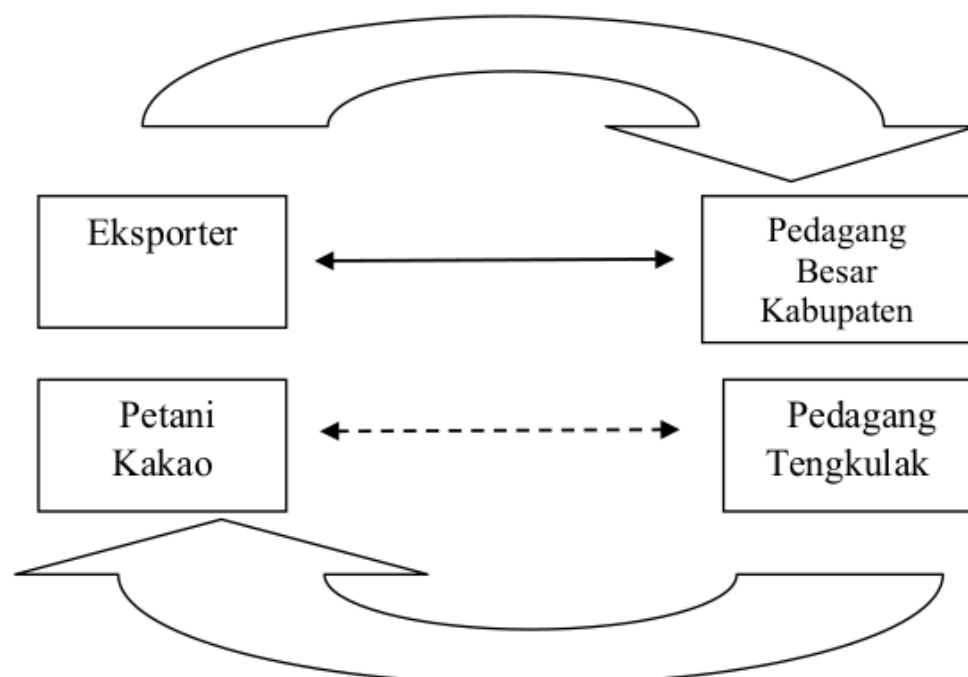 Eksporter
Pedagang
Besar
Kabupaten
Petani
Kakao
Pedagang
Tengkulak